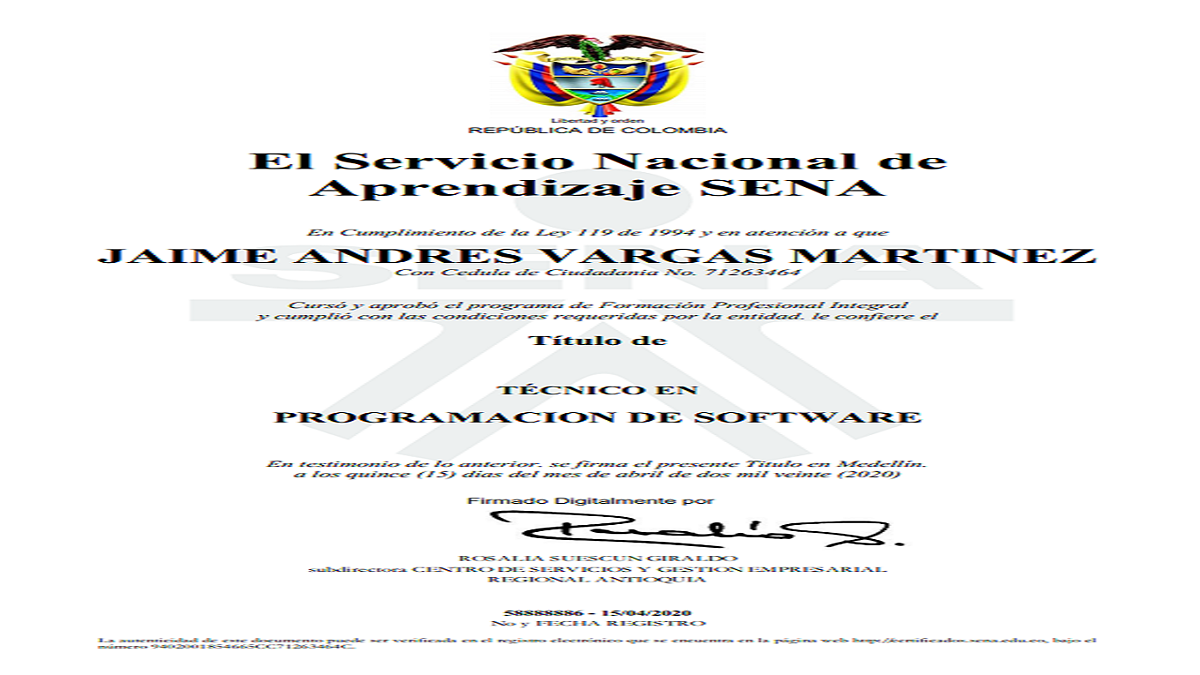 Libertad y orden
REPÚBLICA DE COLOMBIA
El Servicio Nacional de
Aprendizaje SENA
En Cumplimiento de la Ley 119 de 1994 y en atención a que
JAIME ANDRES VARGAS MARTINEZ
Con Cedula de Ciudadania No. 71263464
Cursó y aprobó el programa de Formación Profesional Integral
y cumplió con las condiciones requeridas por la entidad. le confiere el
Título de
TÉCNICO EN
PROGRAMACION DE SOFTWARE
En testimonio de lo anterior. se firma el presente Título en Medellín.
a los quince (15) dias del mes de abril de dos mil veinte (2020)
Firmado Digitalmente por
ROSALIA SUESCUN GIRALDO
subdirectora CENTRO DE SERVICIOS Y GESTION EMPRESARIAL
REGIONAL ANTIOQUIA
58888886 - 15/04/2020
No y FECHA REGISTRO
La autenticidad de este documento puede ser verificada en el registro electrónico que se encuentra en la página web http://certificados.sena.edu.co, bajo el
número 9402001854665CC71263464C.
SENA